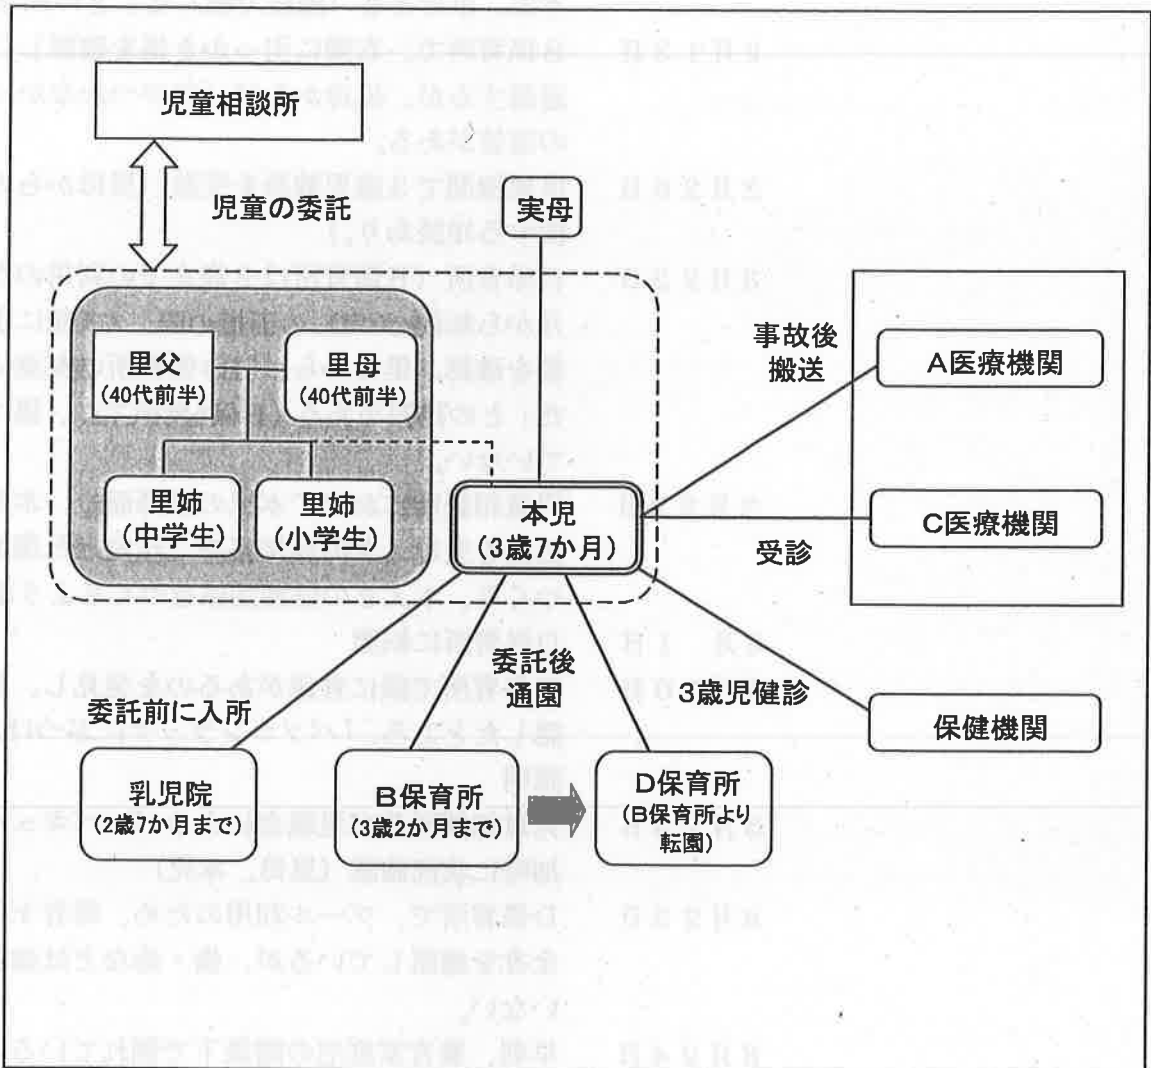 児童相談所
児童の委託
実母
里父
(40代前半)
里母
(40代前半)
里姉
(中学生)
里姉
(小学生)
本児
(3歳7か月)
事故後
搬送
A医療機関
C医療機関
受診
3歳児健診
保健機関
委託前に入所
委託後
通園
乳児院
(2歳7か月まで)
B保育所
(3歳2か月まで)
D保育所
(B保育所より
転園)